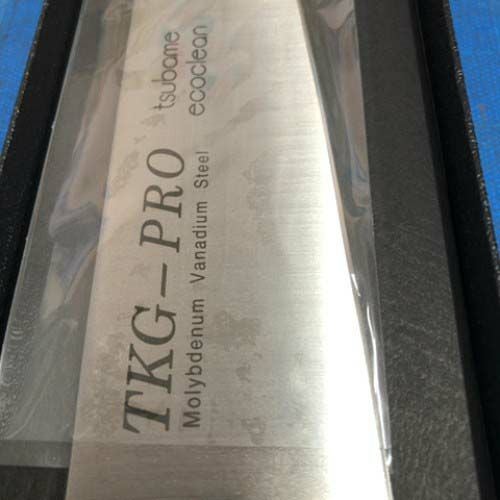 TKG-PRO
Molybdenum Vanadium Steel
tsubame
ecoclean